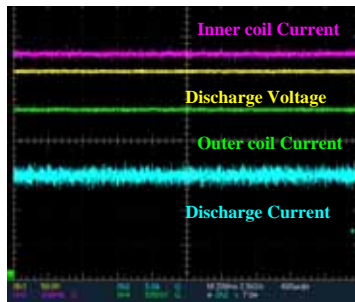 Inner coil Current
Discharge Voltage
Outer coil Current
Discharge Current